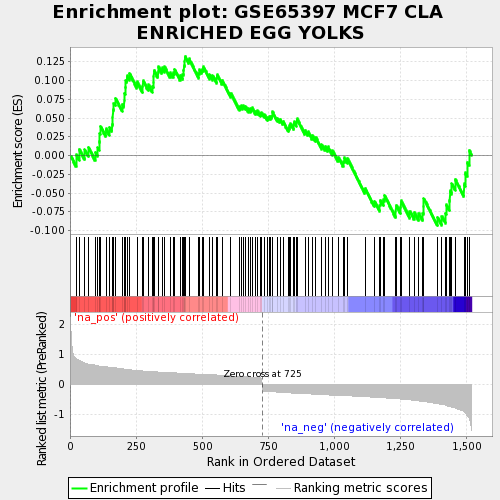 Enrichment plot: GSE65397 MCF7 CLA
ENRICHED EGG YOLKS
Enrichment score (ES)
0.125
0.100
0.075
0.050
0.025
0.000
-0.025
-0.050
-0.075
-0.100
'na_pos' (positively correlated)
Ranked list metric (PreRanked)
2
1
0
-1
Zero cross at 725
'na_neg' (negatively correlated)
0
250
500
750
1,000
1,250
1,500
Rank in Ordered Dataset
Enrichment profile
Hits
Ranking metric scores